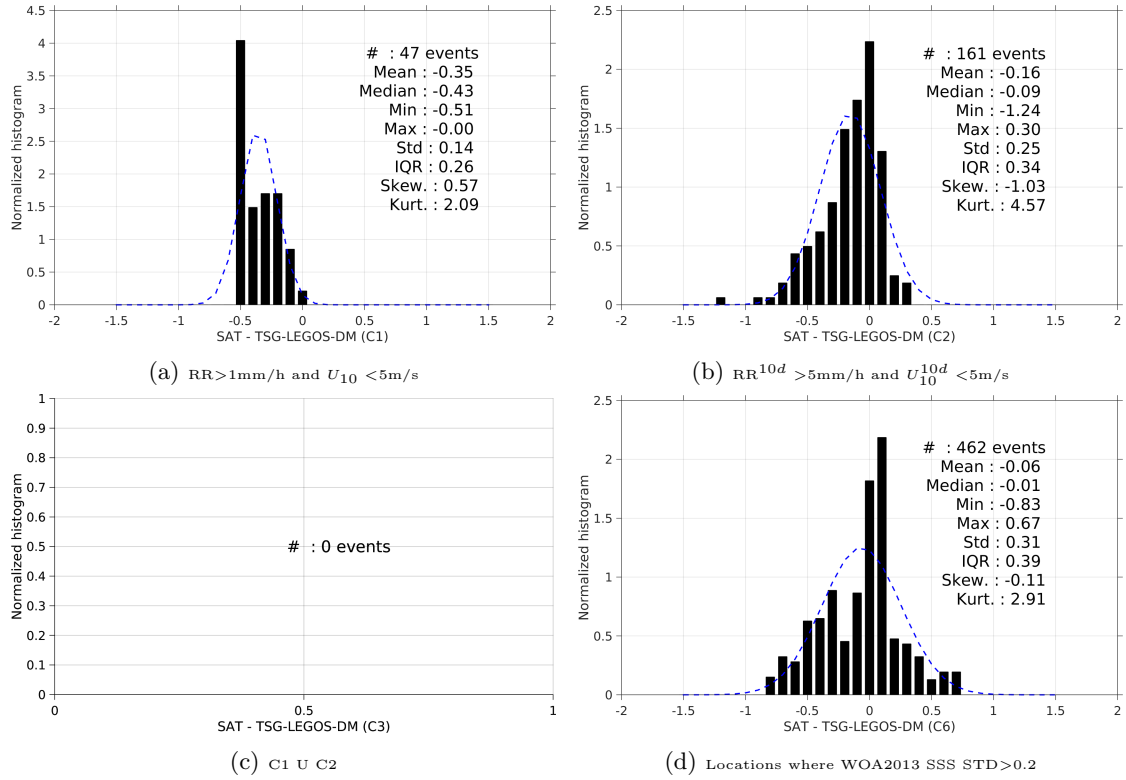 4.5
4
3.5
3
2.5
2
1.5
1
0.5
0
-2 -1.5 -1 -0.5 0 0.5 1 1.5 2
Normalized histogram
SAT - TSG-LEGOS-DM (C1)
# : 47 events
Mean : -0.35
Median : -0.43
Min : -0.51
Max : -0.00
Std : 0.14
IQR : 0.26
Skew. : 0.57
Kurt. : 2.09
(a) RR>1mm/h and U10 <5m/s
2.5
2
1.5
1
0.5
0
-2 -1.5 -1 -0.5 0 0.5 1 1.5 2
Normalized histogram
SAT - TSG-LEGOS-DM (C2)
# : 161 events
Mean : -0.16
Median : -0.09
Min : -1.24
Max : 0.30
Std : 0.25
IQR : 0.34
Skew. : -1.03
Kurt. : 4.57
(b) RR10d >5mm/h and U10 10d <5m/s
1
0.9
0.8
0.7
0.6
0.5
0.4
0.3
0.2
0.1
0
0 0.5 1
Normalized histogram
SAT - TSG-LEGOS-DM (C3)
# : 0 events
(c) C1 U C2
2.5
2
1.5
1
0.5
0
-2 -1.5 -1 -0.5 0 0.5 1 1.5 2
Normalized histogram
SAT - TSG-LEGOS-DM (C6)
# : 462 events
Mean : -0.06
Median : -0.01
Min : -0.83
Max : 0.67
Std : 0.31
IQR : 0.39
Skew. : -0.11
Kurt. : 2.91
(d) Locations where WOA2013 SSS STD>0.2